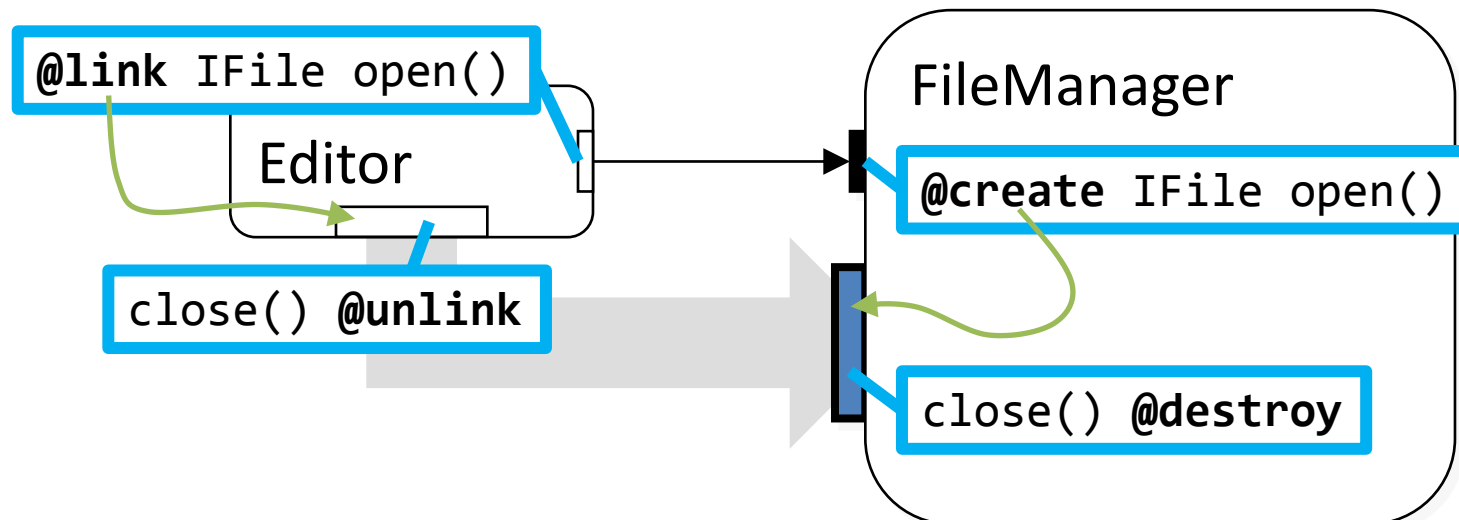 @link IFile open()
FileManager
Editor
@create IFile open()
close() @unlink
close() @destroy